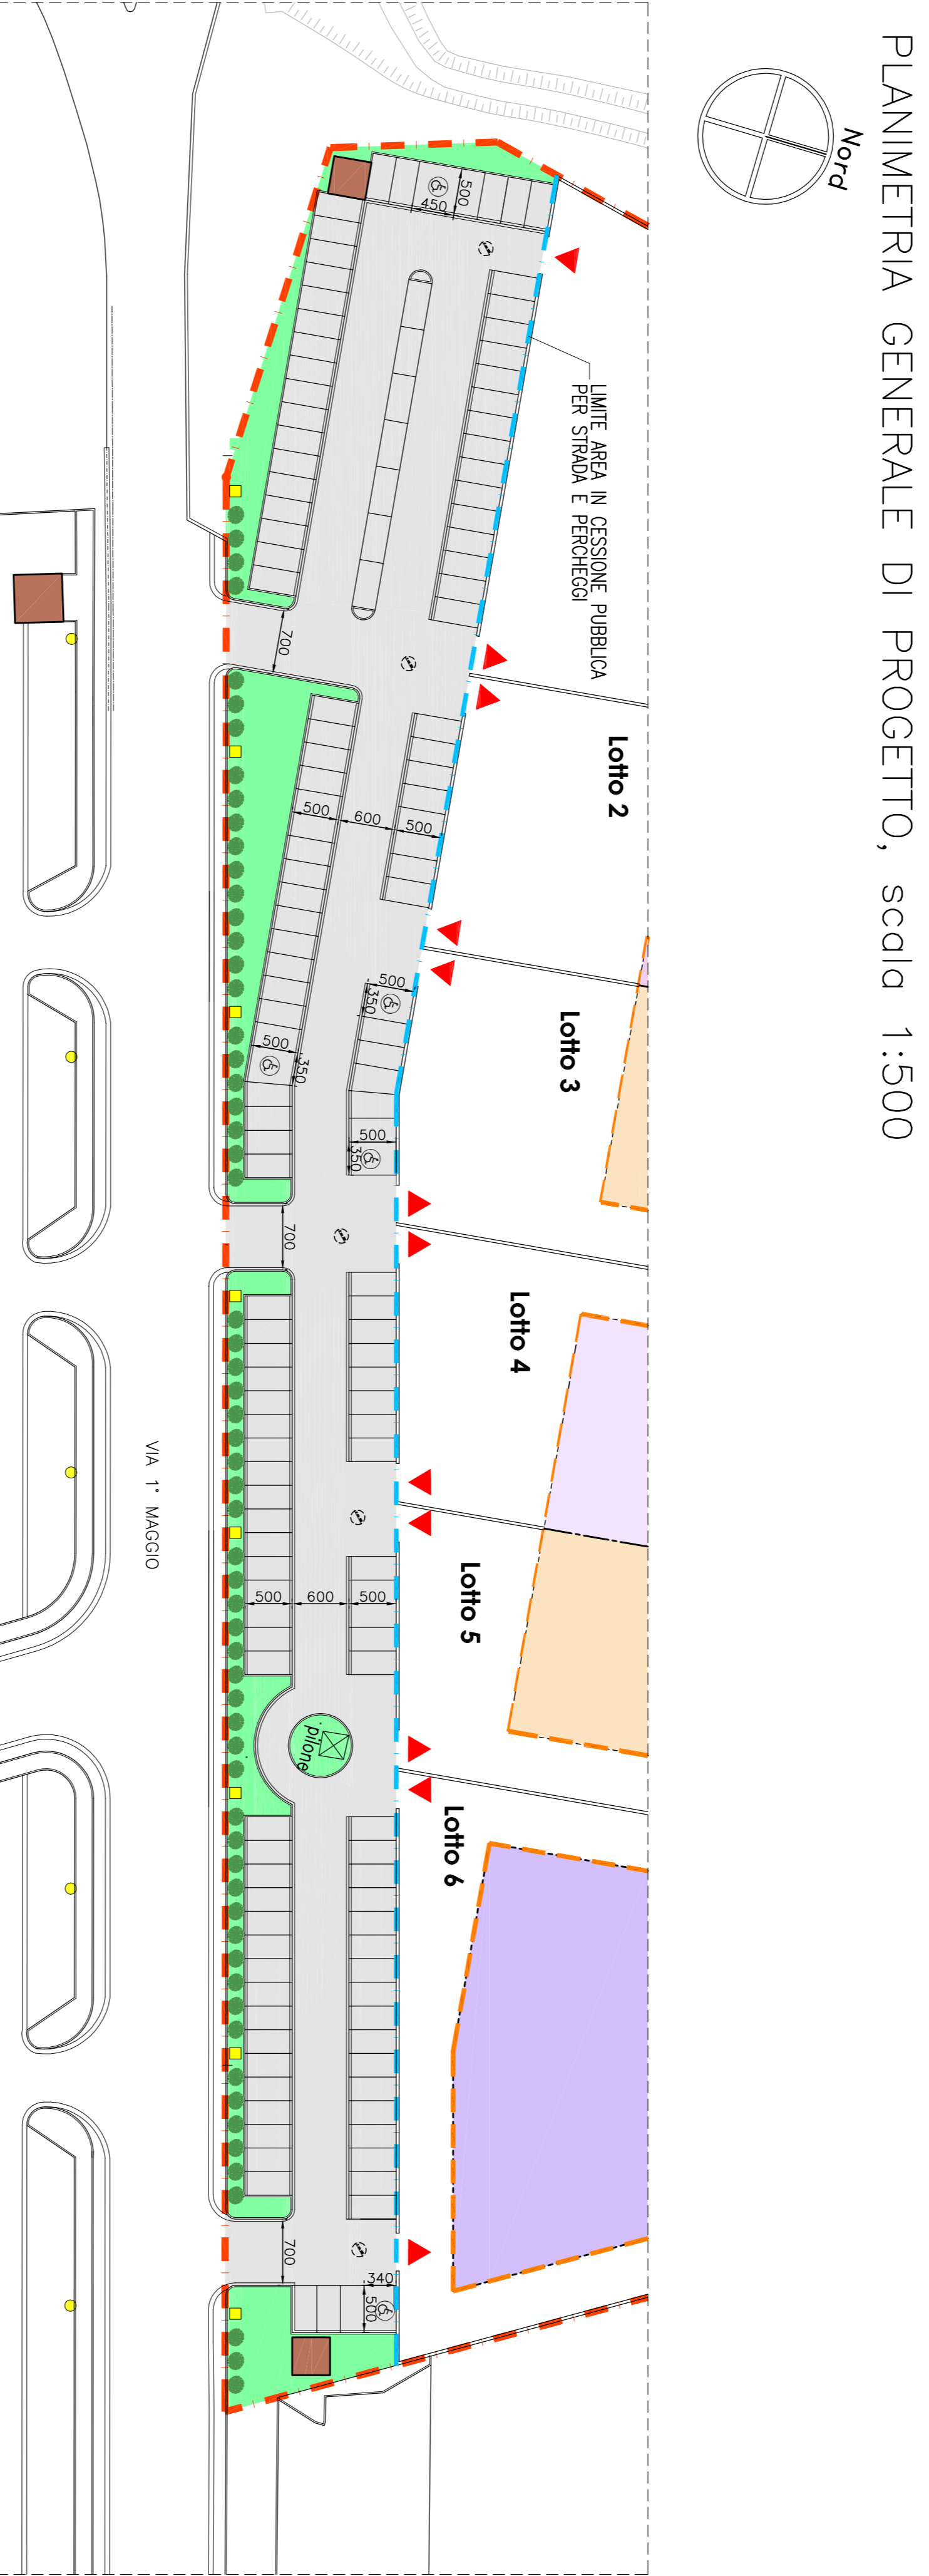 PLANIMETRIA GENERALE DI PROGETTO, scala 1:500
Nord
LIMITE AREA IN CESSIONE PUBBLICA
PER STRADA E PERCHEGGI
Lotto 2
Lotto 3
Lotto 4
Lotto 5
Lotto 6
500
450
700
500
600
500
500
350
500
350
500
350
700
500
600
500
pilone
700
340
500
VIA 1° MAGGIO